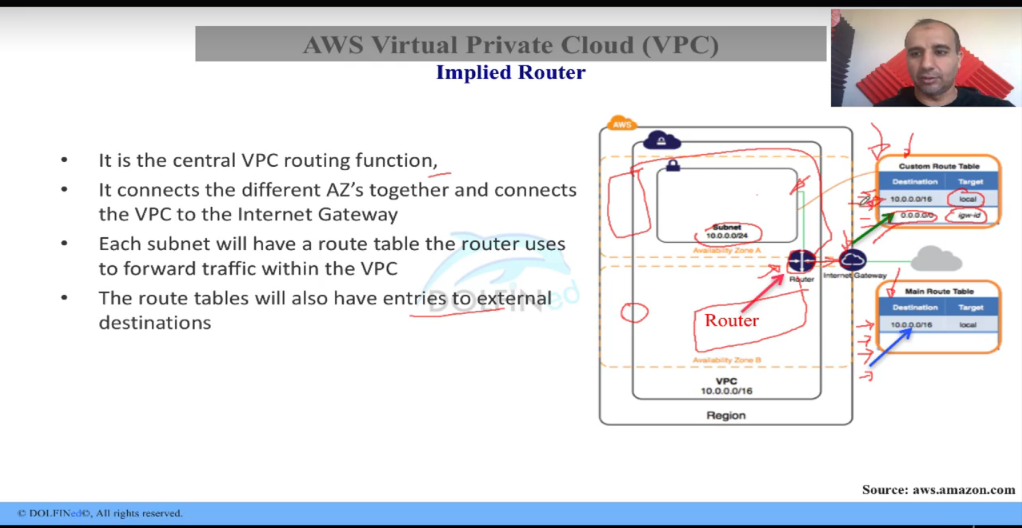 AWS Virtual Private Cloud (VPC)
Implied Router
• It is the central VPC routing function,
• It connects the different AZ's together and connects
the VPC to the Internet Gateway
• Each subnet will have a route table the router uses
to forward traffic within the VPC
• The route tables will also have entries to external
destinations
DOLFINed
AWS
Subnet
10.0.0.0/24
Availability Zone A
Router
Internet Gateway
Router
Availability Zone B
VPC
10.0.0.0/16
Region
Custom Route Table
Destination Target
10.0.0.0/16 local
0.0.0.0/0 igw-id
Main Route Table
Destination Target
10.0.0.0/16 local
Source: aws.amazon.com
© DOLFINed©, All rights reserved.